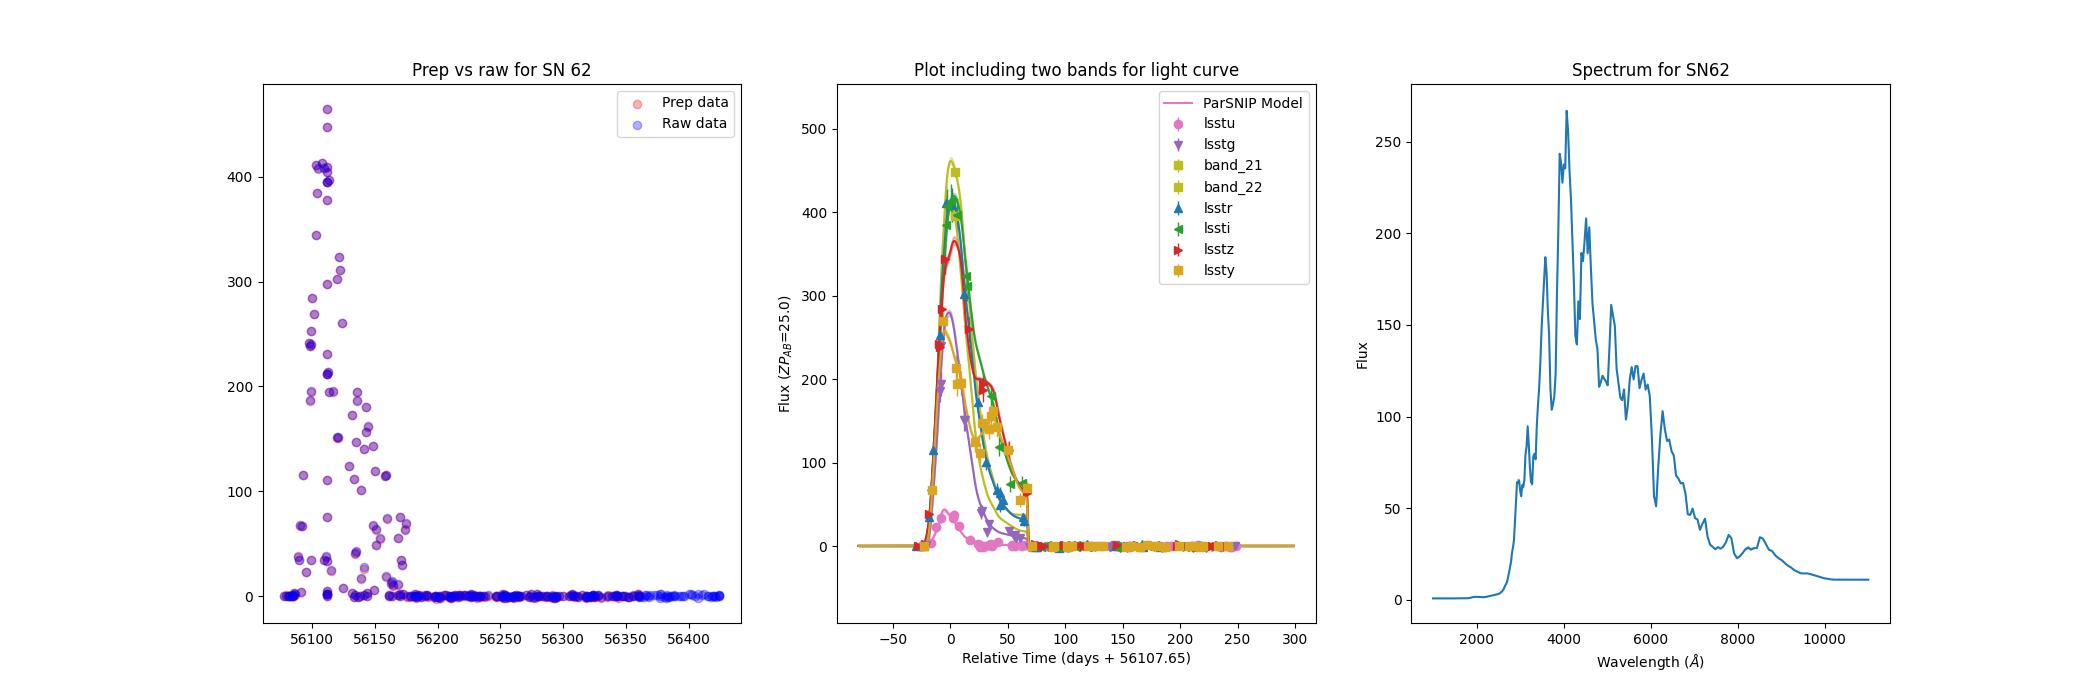 Prep vs raw for SN 62
Prep data
Raw data
400
300
200
100
0
56100 56150 56200 56250 56300 56350 56400
Plot including two bands for light curve
ParSNIP Model
lsstu
lsstg
band_21
band_22
lsstr
lssti
lsstz
lssty
Flux (ZP_AB=25.0)
500
400
300
200
100
0
−50 0 50 100 150 200 250 300
Relative Time (days + 56107.65)
Spectrum for SN62
Flux
250
200
150
100
50
0
2000 4000 6000 8000 10000
Wavelength (Å)